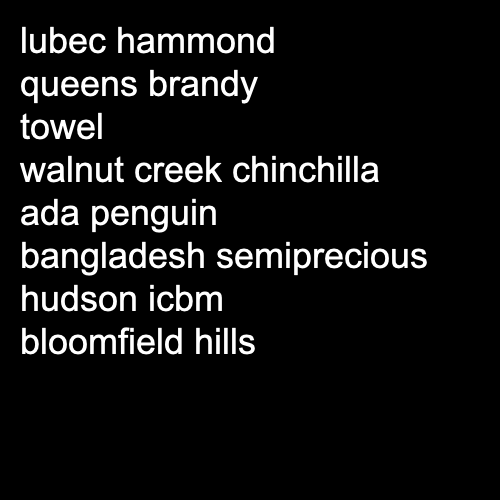 lubec hammond
queens brandy
towel
walnut creek chinchilla
ada penguin
bangladesh semiprecious
hudson icbm
bloomfield hills